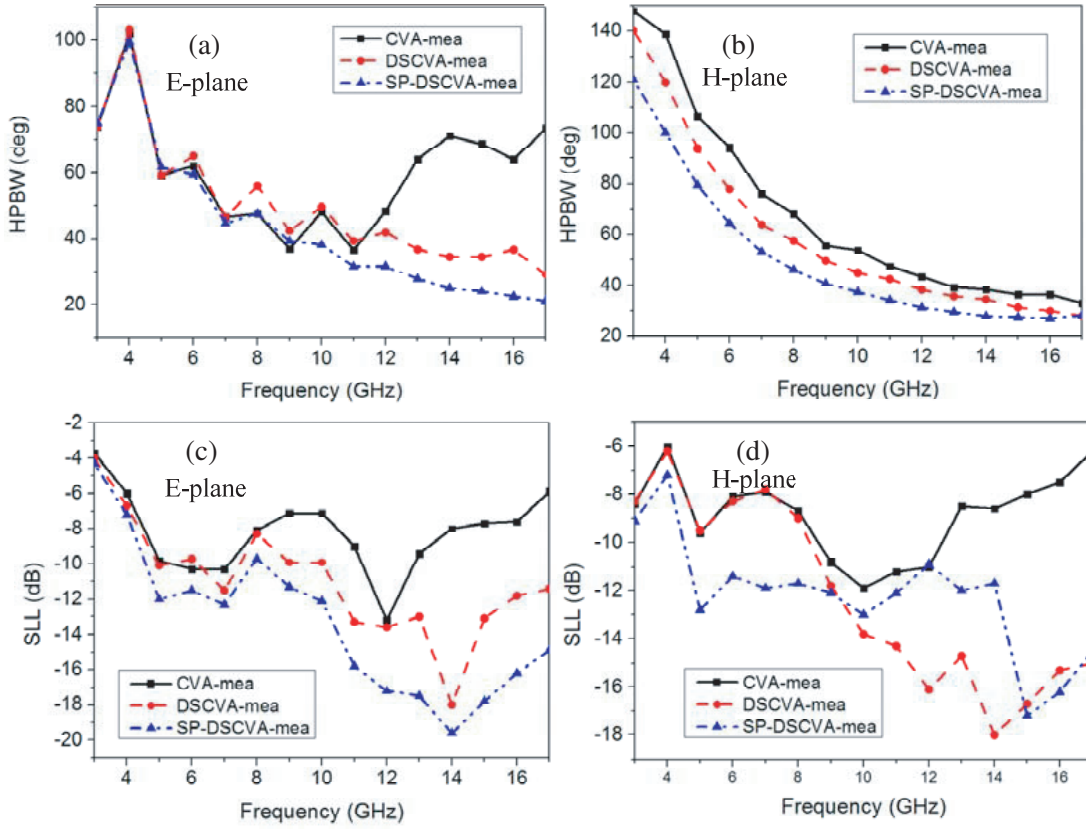 (a)
E-plane
CVA-mea
DSCVA-mea
SP-DSCVA-mea
HPBW (deg)
100
80
60
40
20
4 6 8 10 12 14 16
Frequency (GHz)
(b)
H-plane
CVA-mea
DSCVA-mea
SP-DSCVA-mea
HPBW (deg)
140
120
100
80
60
40
20
4 6 8 10 12 14 16
Frequency (GHz)
(c)
E-plane
CVA-mea
DSCVA-mea
SP-DSCVA-mea
SLL (dB)
-2
-4
-6
-8
-10
-12
-14
-16
-18
-20
4 6 8 10 12 14 16
Frequency (GHz)
(d)
H-plane
CVA-mea
DSCVA-mea
SP-DSCVA-mea
SLL (dB)
-6
-8
-10
-12
-14
-16
-18
4 6 8 10 12 14 16
Frequency (GHz)